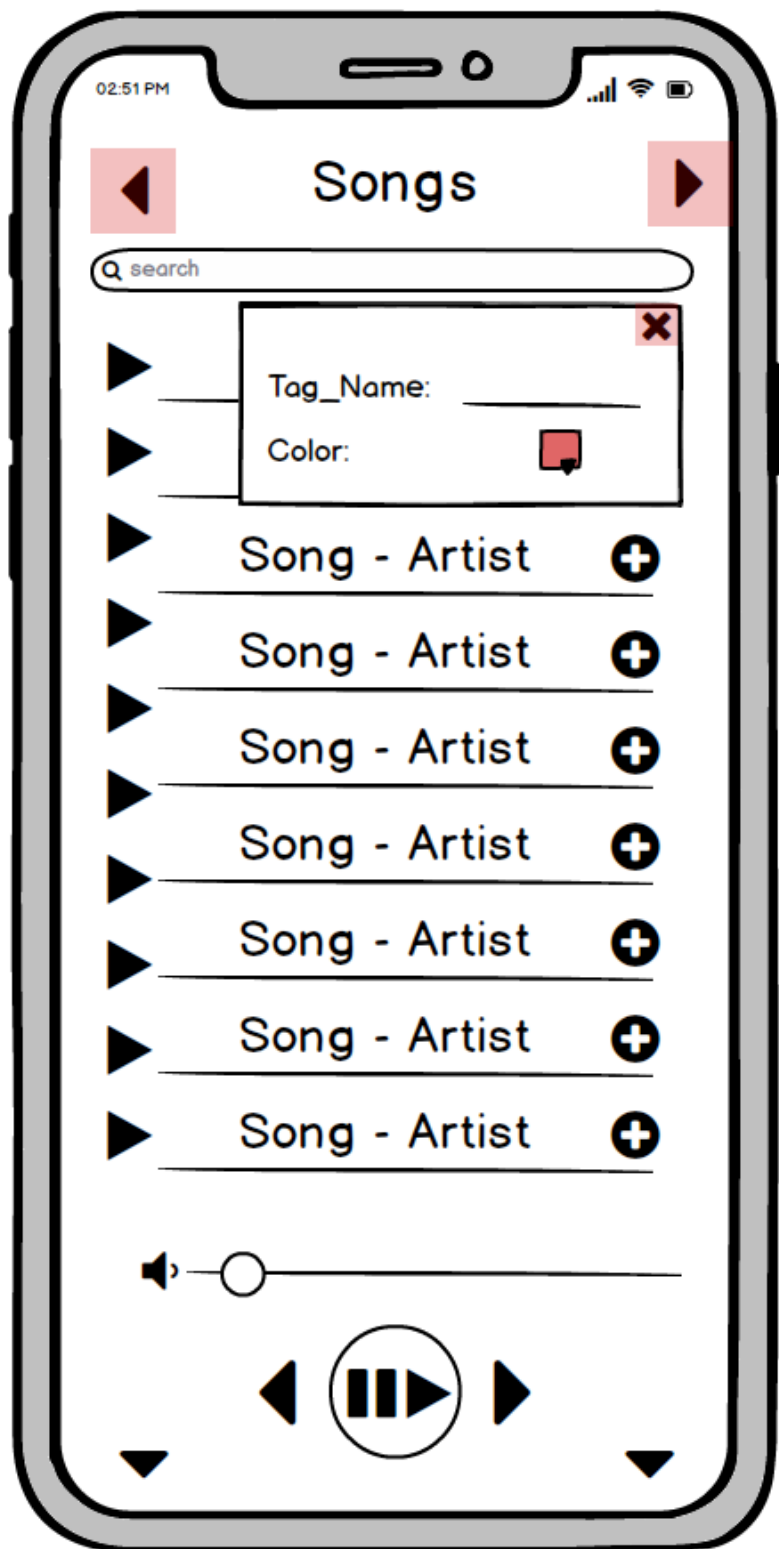 02:51 PM
Songs
search
Tag_Name:
Color:
Song - Artist
Song - Artist
Song - Artist
Song - Artist
Song - Artist
Song - Artist
Song - Artist